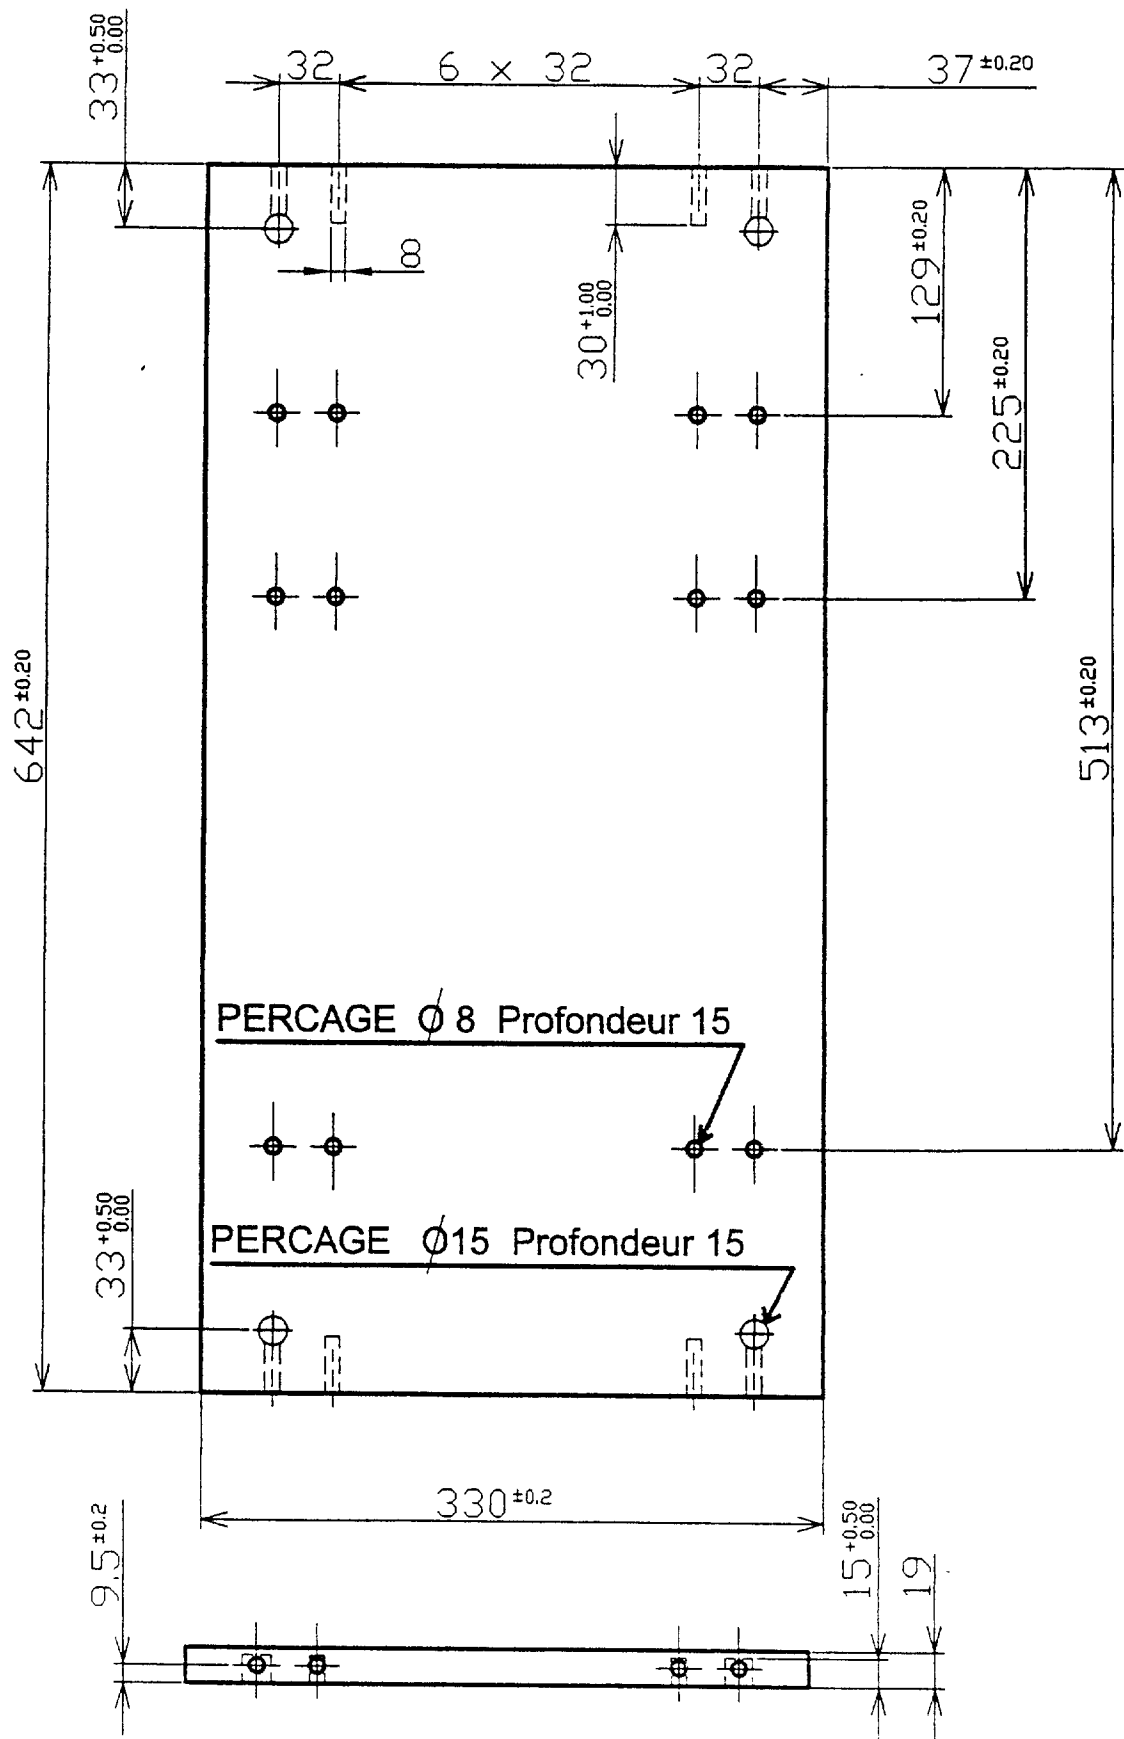 33 +0.50 0.00
32
6 x 32
32
37 ±0.20
8
30 +1.00 0.00
129 ±0.20
225 ±0.20
642 ±0.20
513 ±0.20
PERCAGE Ø 8 Profondeur 15
33 +0.50 0.00
PERCAGE Ø15 Profondeur 15
330 ±0.2
9.5 ±0.2
15 +0.50 0.00
19